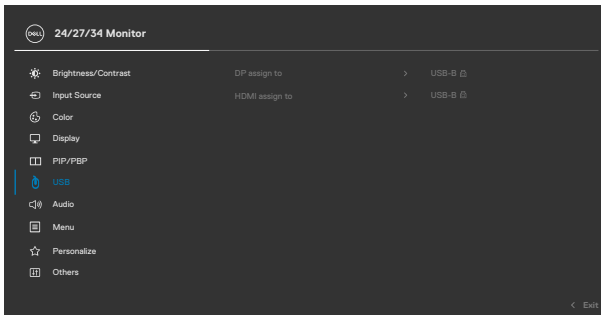 DELL 24/27/34 Monitor
Brightness/Contrast DP assign to > USB-B
Input Source HDMI assign to > USB-B
Color
Display
PIP/PBP
USB
Audio
Menu
Personalize
Others
< Exit